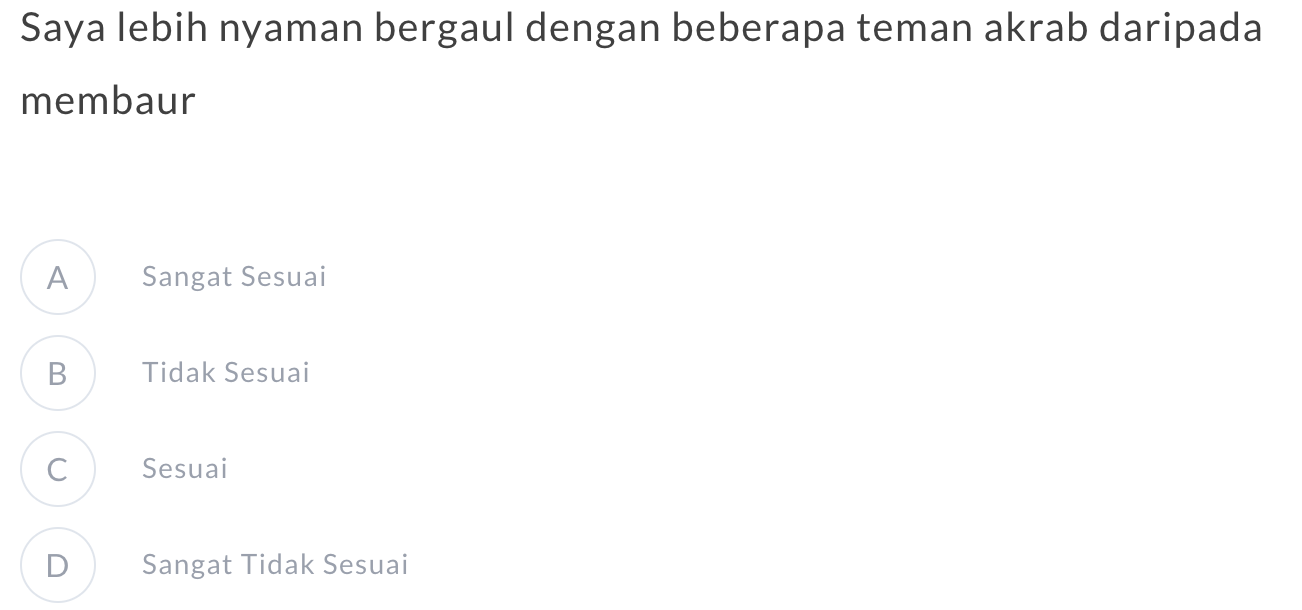 Saya lebih nyaman bergaul dengan beberapa teman akrab daripada
membaur
A Sangat Sesuai
B Tidak Sesuai
C Sesuai
D Sangat Tidak Sesuai